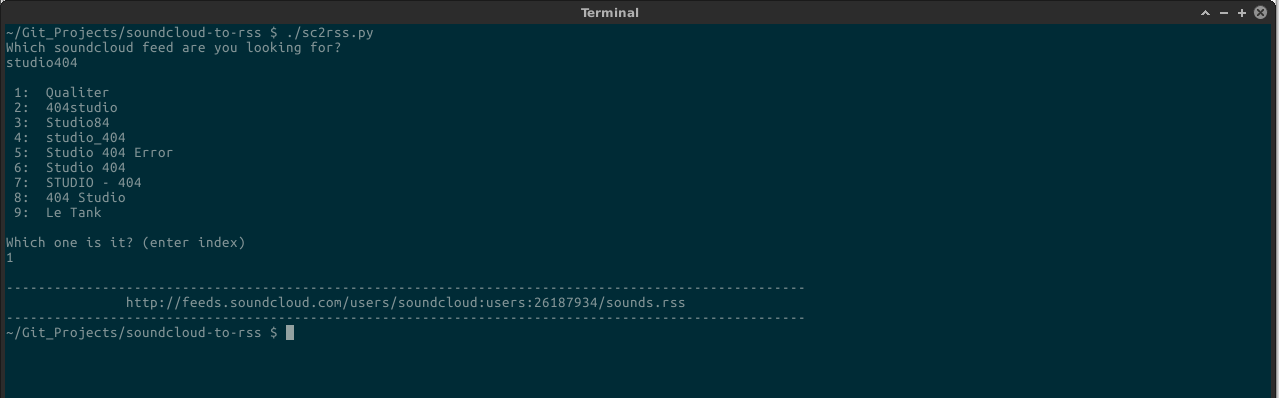 Terminal
~/Git_Projects/soundcloud-to-rss $ ./sc2rss.py
Which soundcloud feed are you looking for?
studio404
1: Qualiter
2: 404studio
3: Studio84
4: studio_404
5: Studio 404 Error
6: Studio 404
7: STUDIO - 404
8: 404 Studio
9: Le Tank
Which one is it? (enter index)
1
----------------------------------------------------------------------------------------------------
http://feeds.soundcloud.com/users/soundcloud:users:26187934/sounds.rss
----------------------------------------------------------------------------------------------------
~/Git_Projects/soundcloud-to-rss $